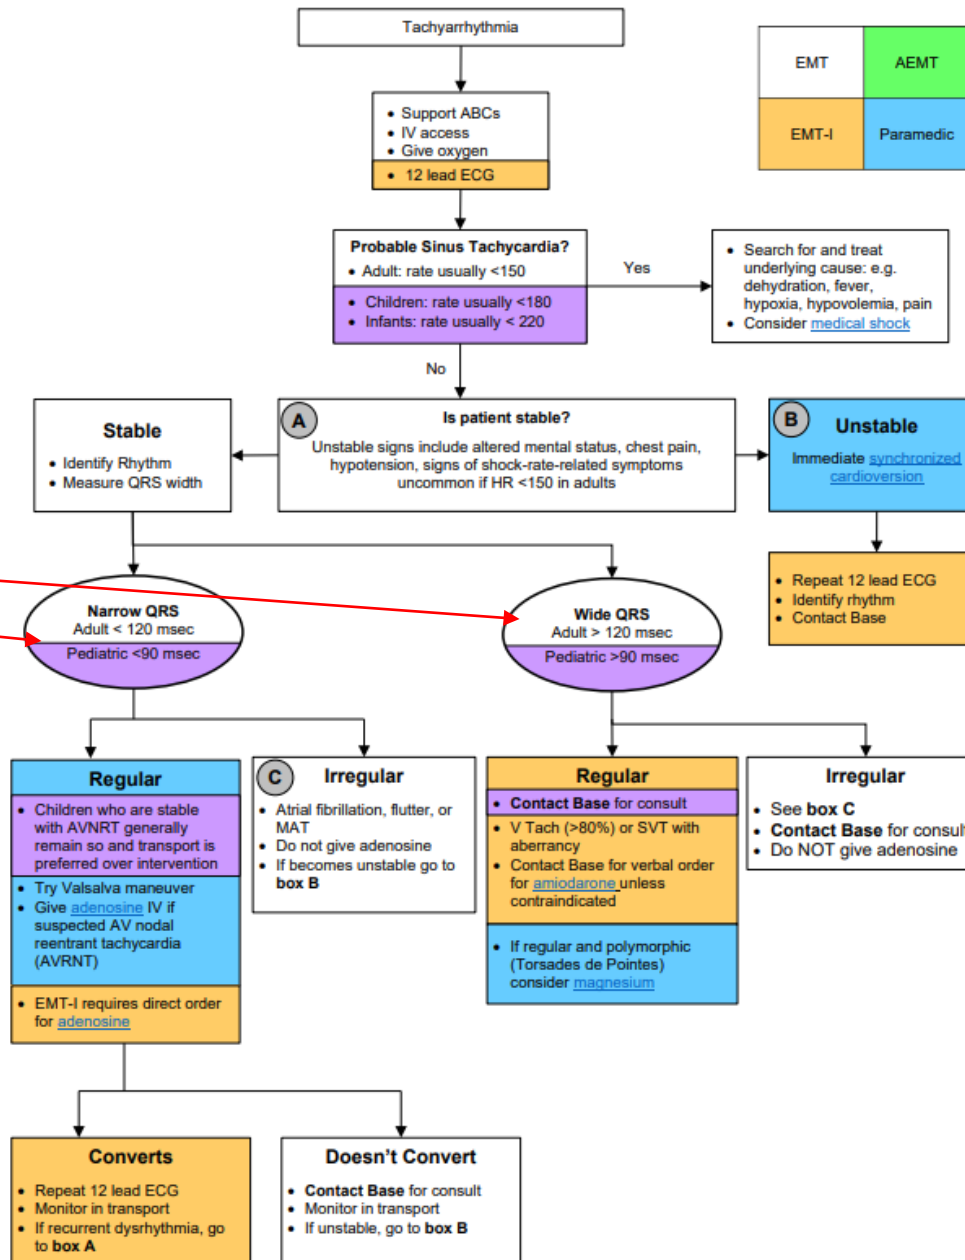 Tachyarrhythmia
EMT
AEMT
EMT-I
Paramedic
• Support ABCs
• IV access
• Give oxygen
• 12 lead ECG
Probable Sinus Tachycardia?
• Adult: rate usually <150
• Children: rate usually <180
• Infants: rate usually < 220
Yes
• Search for and treat
underlying cause: e.g.
dehydration, fever,
hypoxia, hypovolemia, pain
• Consider medical shock
No
Stable
• Identify Rhythm
• Measure QRS width
A
Is patient stable?
Unstable signs include altered mental status, chest pain,
hypotension, signs of shock-rate-related symptoms
uncommon if HR <150 in adults
B
Unstable
Immediate synchronized
cardioversion
• Repeat 12 lead ECG
• Identify rhythm
• Contact Base
Narrow QRS
Adult < 120 msec
Pediatric <90 msec
Wide QRS
Adult > 120 msec
Pediatric >90 msec
Regular
• Children who are stable
with AVNRT generally
remain so and transport is
preferred over intervention
• Try Valsalva maneuver
• Give adenosine IV if
suspected AV nodal
reentrant tachycardia
(AVRNT)
• EMT-I requires direct order
for adenosine
C
Irregular
• Atrial fibrillation, flutter, or
MAT
• Do not give adenosine
• If becomes unstable go to
box B
Regular
• Contact Base for consult
• V Tach (>80%) or SVT with
aberrancy
• Contact Base for verbal order
for amiodarone unless
contraindicated
• If regular and polymorphic
(Torsades de Pointes)
consider magnesium
Irregular
• See box C
• Contact Base for consult
• Do NOT give adenosine
Converts
• Repeat 12 lead ECG
• Monitor in transport
• If recurrent dysrhythmia, go
to box A
Doesn't Convert
• Contact Base for consult
• Monitor in transport
• If unstable, go to box B